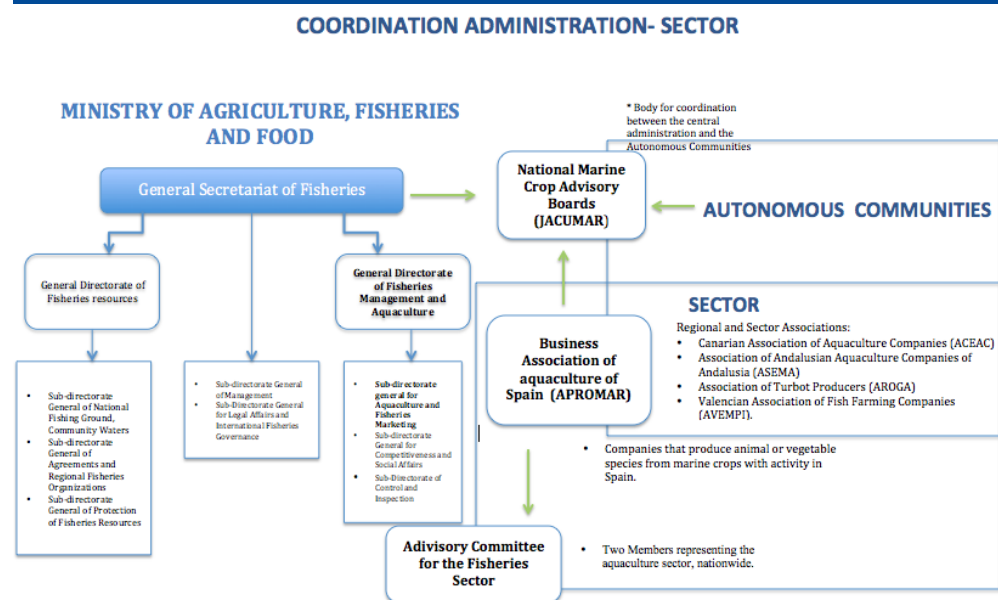 COORDINATION ADMINISTRATION- SECTOR
MINISTRY OF AGRICULTURE, FISHERIES
AND FOOD
* Body for coordination
between the central
administration and the
Autonomous Communities
General Secretariat of Fisheries
National Marine
Crop Advisory
Boards
(JACUMAR)
AUTONOMOUS COMMUNITIES
General Directorate of
Fisheries resources
General Directorate
of Fisheries
Management and
Aquaculture
• Sub-directorate
General of National
Fishing Ground,
Community Waters
• Sub-directorate
General of
Agreements and
Regional Fisheries
Organizations
• Sub-directorate
General of Protection
of Fisheries Resources
• Sub-directorate General
of Management
• Sub-Directorate General
for Legal Affairs and
International Fisheries
Governance
• Sub-directorate
general for
Aquaculture and
Fisheries
Marketing
• Sub-directorate
General for
Competitiveness and
Social Affairs
• Sub-Directorate of
Control and
Inspection
Business
Association of
aquaculture of
Spain (APROMAR)
SECTOR
Regional and Sector Associations:
• Canarian Association of Aquaculture Companies (ACEAC)
• Association of Andalusian Aquaculture Companies of
Andalusia (ASEMA)
• Association of Turbot Producers (AROGA)
• Valencian Association of Fish Farming Companies
(AVEMPI).
• Companies that produce animal or vegetable
species from marine crops with activity in
Spain.
Adivisory Committee
for the Fisheries
Sector
• Two Members representing the
aquaculture sector, nationwide.